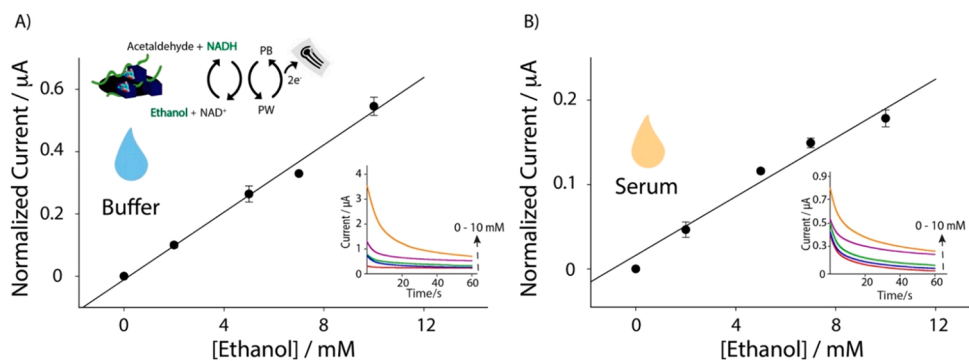 A)
Acetaldehyde + NADH
PB
2e-
Ethanol + NAD⁺
PW
Buffer
Normalized Current / μA
0.6
0.4
0.2
0
0
4
8
12
[Ethanol] / mM
Current / μA
4
3
2
1
0
20
40
60
Time/s
0 - 10 mM
B)
Serum
Normalized Current / μA
0.2
0.1
0
0
4
8
12
[Ethanol] / mM
Current / μA
0.9
0.5
0.3
0
20
40
60
Time/s
0 - 10 mM